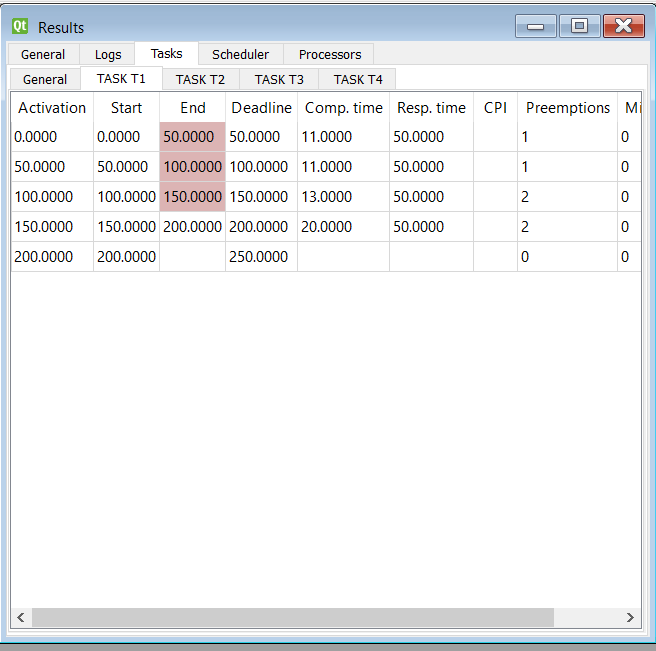 Qt Results
General Logs Tasks Scheduler Processors
General TASK T1 TASK T2 TASK T3 TASK T4
Activation Start End Deadline Comp. time Resp. time CPI Preemptions Mi
0.0000 0.0000 50.0000 50.0000 11.0000 50.0000 1 0
50.0000 50.0000 100.0000 100.0000 11.0000 50.0000 1 0
100.0000 100.0000 150.0000 150.0000 13.0000 50.0000 2 0
150.0000 150.0000 200.0000 200.0000 20.0000 50.0000 2 0
200.0000 200.0000 250.0000 0 0